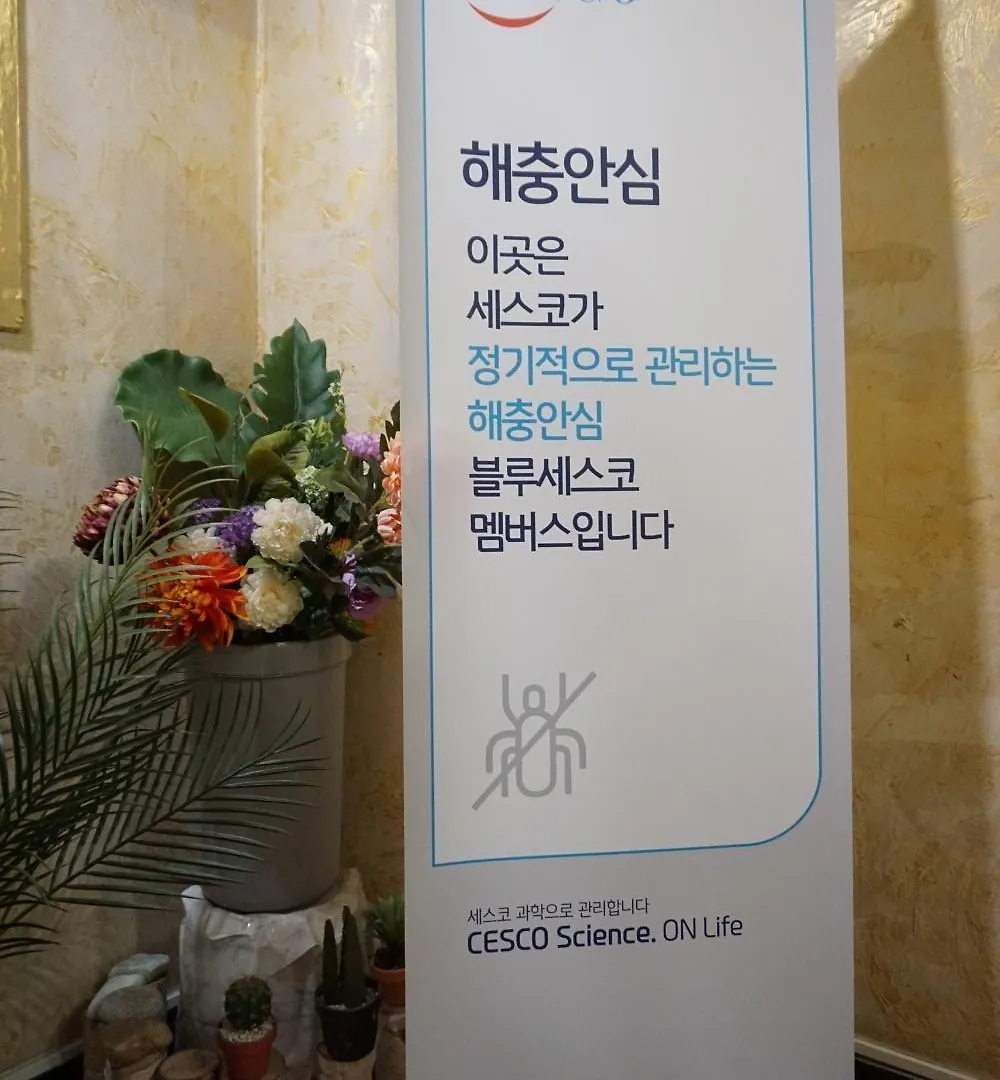 해충안심
이곳은
세스코가
정기적으로 관리하는
해충안심
블루세스코
멤버스입니다
세스코 과학으로 관리합니다
CESCO Science. ON Life